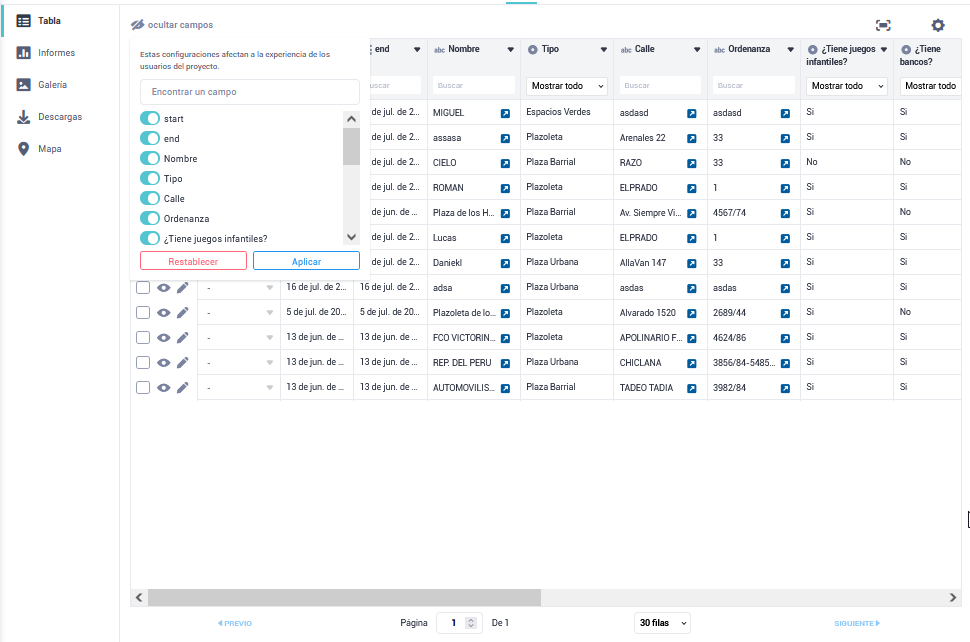 Tabla
Informes
Galería
Descargas
Mapa
ocultar campos
Estas configuraciones afectan a la experiencia de los
usuarios del proyecto.
Encontrar un campo
start
end
Nombre
Tipo
Calle
Ordenanza
¿Tiene juegos infantiles?
Restablecer Aplicar
end abc Nombre Tipo abc Calle abc Ordenanza ¿Tiene juegos infantiles? ¿Tiene bancos?
uscar Buscar Mostrar todo Buscar Buscar Mostrar todo Mostrar todo
de jul. de 2... MIGUEL Espacios Verdes asdasd asdasd Si Si
de jul. de 2... assasa Plazoleta Arenales 22 33 Si Si
de jul. de 2... CIELO Plaza Barrial RAZO 33 No No
de jul. de 2... ROMAN Plazoleta ELPRADO 1 Si Si
de jun. de ... Plaza de los H... Plaza Barrial Av. Siempre Vi... 4567/74 Si No
de jul. de 2... Lucas Plazoleta ELPRADO 1 Si Si
de jul. de 2... Daniekl Plaza Urbana AllaVan 147 33 Si Si
- 16 de jul. de 2... 16 de jul. de 2... adsa Plaza Urbana asdas asdas Si Si
- 5 de jul. de 20... 5 de jul. de 20... Plazoleta de lo... Plazoleta Alvarado 1520 2689/44 Si No
- 13 de jun. de ... 13 de jun. de ... FCO VICTORIN... Plazoleta APOLINARIO F... 4624/86 Si Si
- 13 de jun. de ... 13 de jun. de ... REP. DEL PERU Plaza Urbana CHICLANA 3856/84-5485... Si Si
- 13 de jun. de ... 13 de jun. de ... AUTOMOVILIS... Plaza Barrial TADEO TADIA 3982/84 Si Si
PREVIO Página 1 De 1 30 filas SIGUIENTE